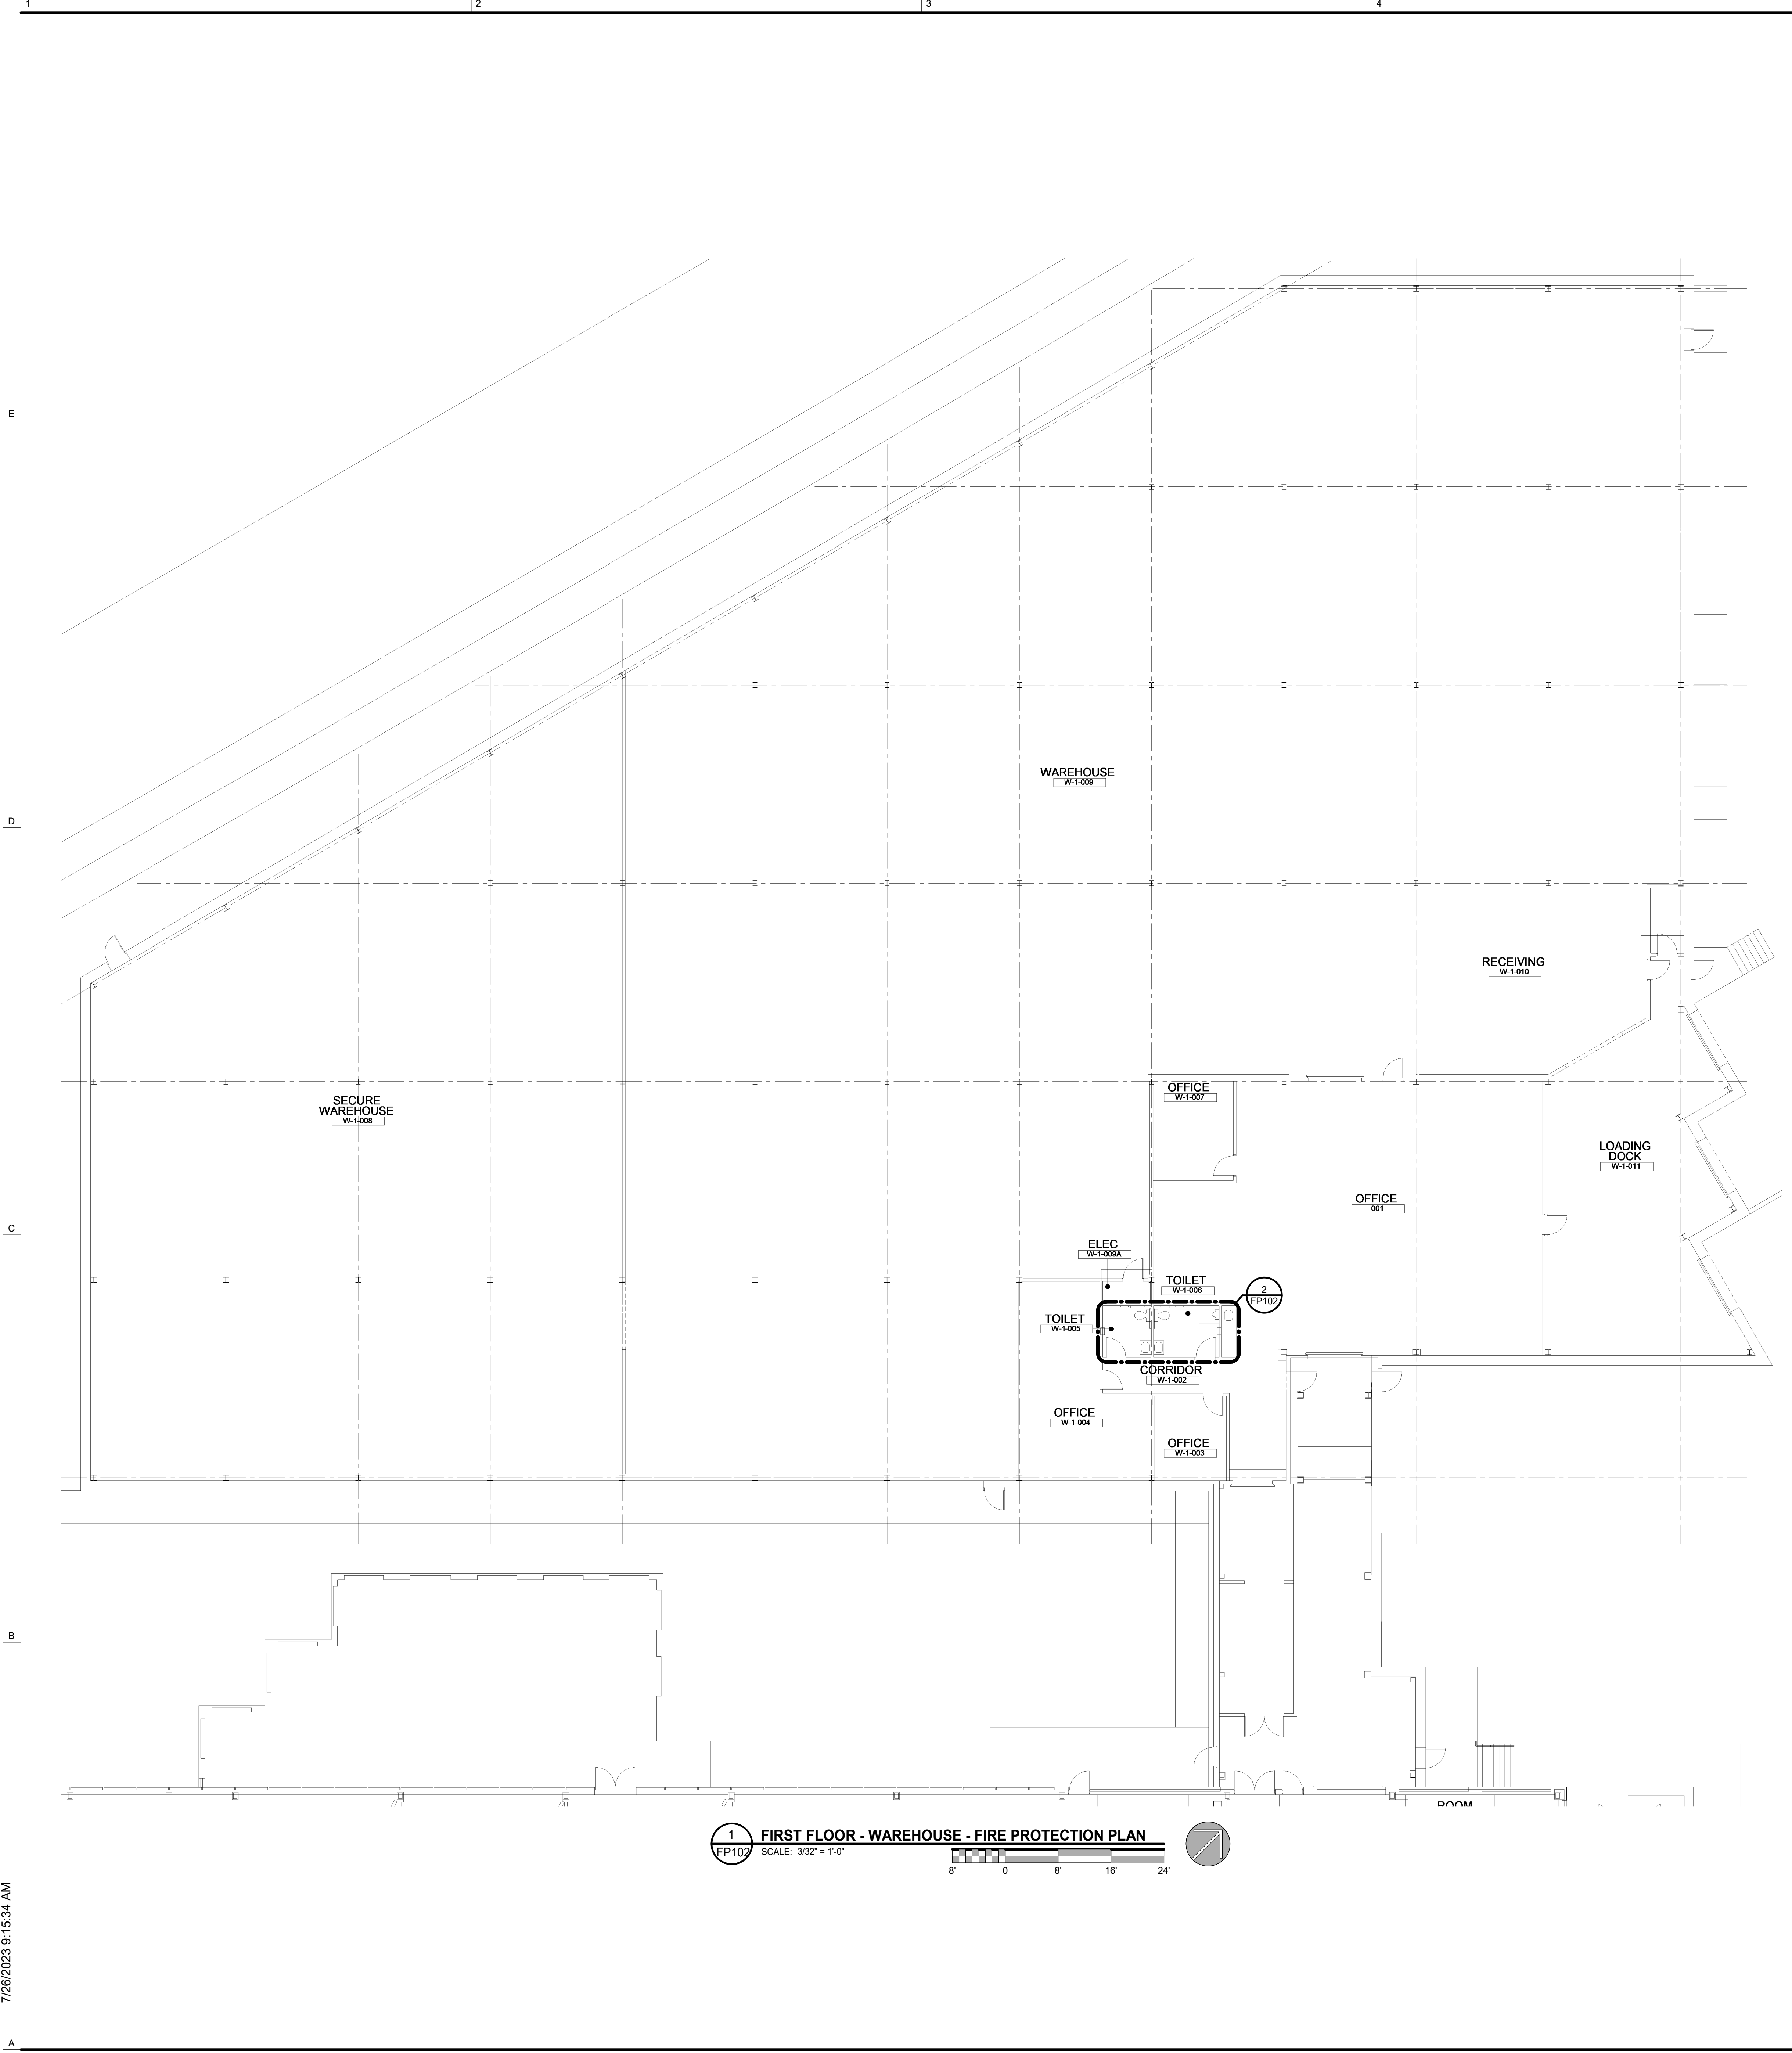 1
2
3
4
E
D
C
B
A
WAREHOUSE
W-1-009
RECEIVING
W-1-010
SECURE
WAREHOUSE
W-1-008
OFFICE
W-1-007
LOADING
DOCK
W-1-011
OFFICE
001
ELEC
W-1-009A
TOILET
W-1-006
2
FP102
TOILET
W-1-005
CORRIDOR
W-1-002
OFFICE
W-1-004
OFFICE
W-1-003
ROOM
1
FP102
FIRST FLOOR - WAREHOUSE - FIRE PROTECTION PLAN
SCALE: 3/32" = 1'-0"
8' 0 8' 16' 24'
7/26/2023 9:15:34 AM